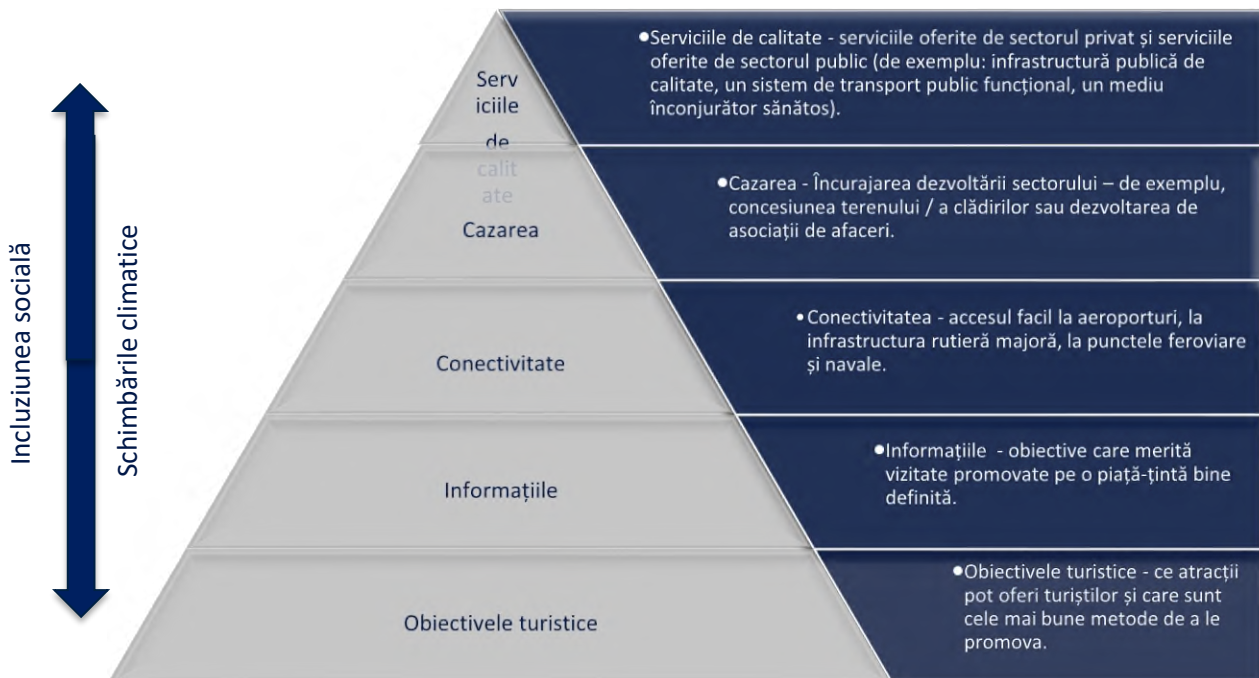 Incluziunea socială
Schimbările climatice
Serv
iciile
de
calit
ate
Cazarea
Conectivitate
Informațiile
Obiectivele turistice
•Serviciile de calitate - serviciile oferite de sectorul privat și serviciile
oferite de sectorul public (de exemplu: infrastructură publică de
calitate, un sistem de transport public funcțional, un mediu
înconjurător sănătos).
•Cazarea - Încurajarea dezvoltării sectorului – de exemplu,
concesiunea terenului / a clădirilor sau dezvoltarea de
asociații de afaceri.
• Conectivitatea - accesul facil la aeroporturi, la
infrastructura rutieră majoră, la punctele feroviare
și navale.
•Informațiile - obiective care merită
vizitate promovate pe o piață-țintă bine
definită.
•Obiectivele turistice - ce atracții
pot oferi turiștilor și care sunt
cele mai bune metode de a le
promova.